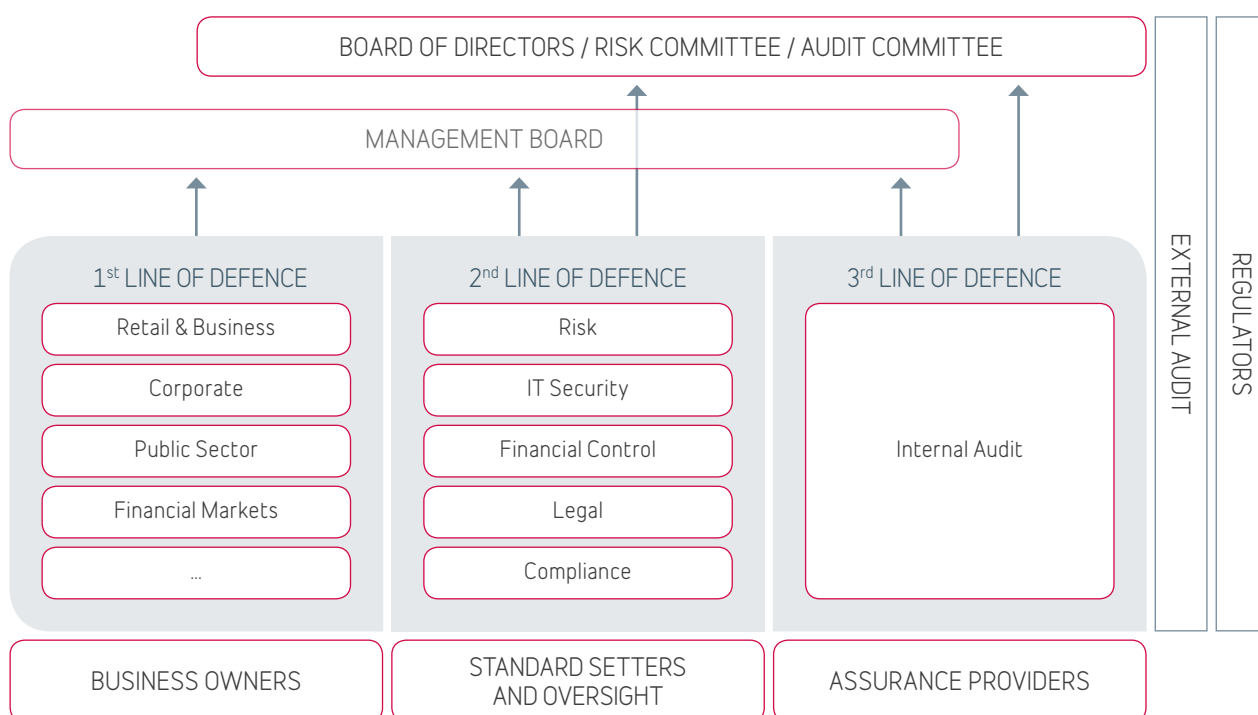 BOARD OF DIRECTORS / RISK COMMITTEE / AUDIT COMMITTEE
MANAGEMENT BOARD
1st LINE OF DEFENCE
Retail & Business
Corporate
Public Sector
Financial Markets
...
BUSINESS OWNERS
2nd LINE OF DEFENCE
Risk
IT Security
Financial Control
Legal
Compliance
STANDARD SETTERS
AND OVERSIGHT
3rd LINE OF DEFENCE
Internal Audit
ASSURANCE PROVIDERS
EXTERNAL AUDIT
REGULATORS